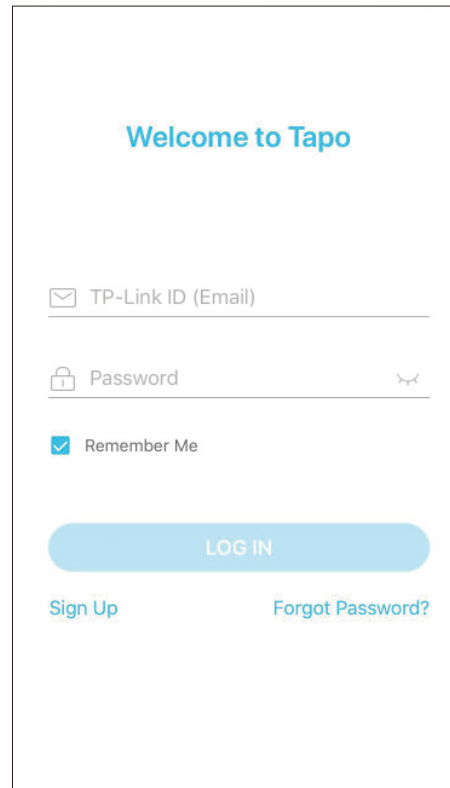 Welcome to Tapo
TP-Link ID (Email)
Password
Remember Me
LOG IN
Sign Up
Forgot Password?